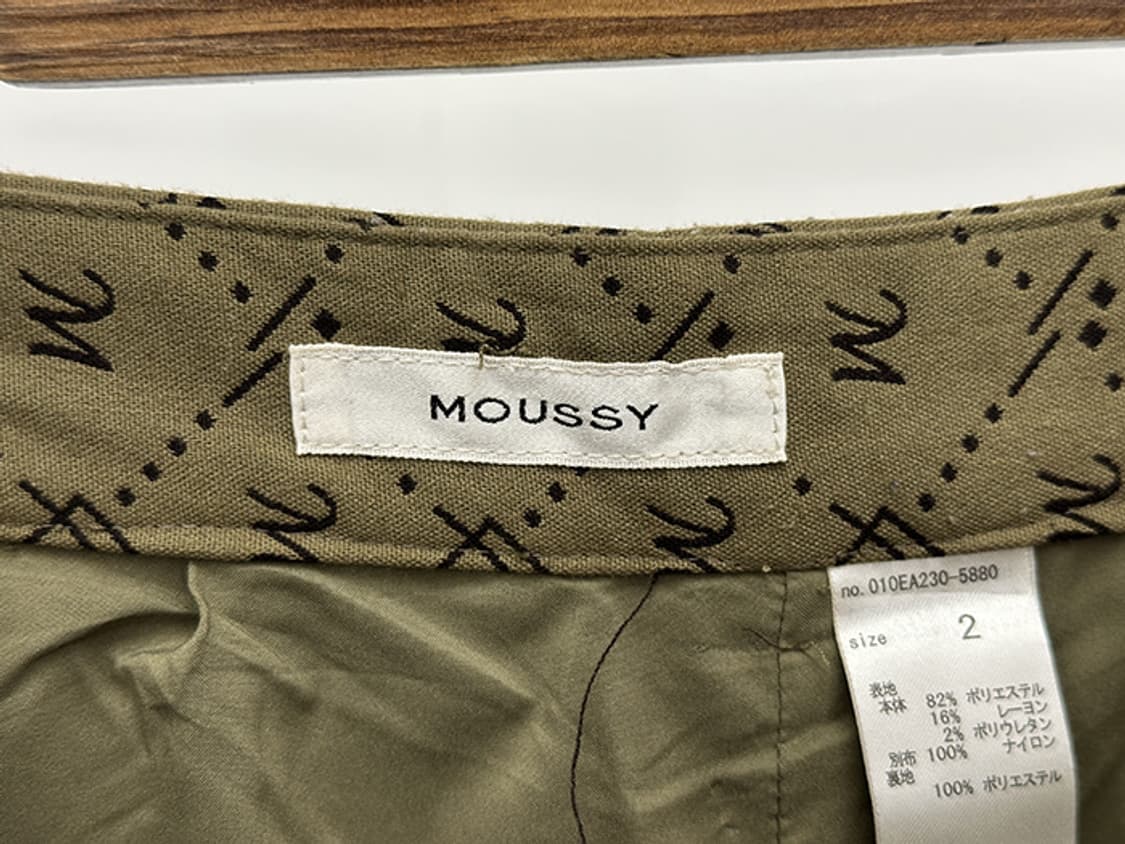 MOUSSY
no. 010EA230-5880
size 2
表地
本体 82% ポリエステル
16% レーヨン
2% ポリウレタン
別布 100% ナイロン
裏地
100% ポリエステル